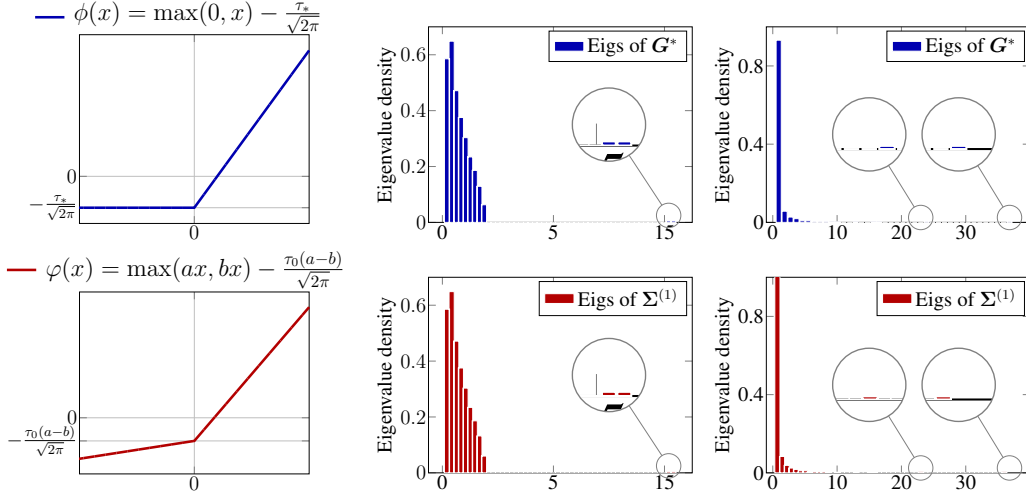 ϕ(x) = max(0, x) − τ∗/√2π
0
−τ∗/√2π
0
Eigenvalue density
0.6
0.4
0.2
0
0
5
10
15
Eigs of G*
Eigenvalue density
0.8
0.4
0
0
10
20
30
Eigs of G*
φ(x) = max(ax, bx) − τ0(a−b)/√2π
0
−τ0(a−b)/√2π
0
Eigenvalue density
0.6
0.4
0.2
0
0
5
10
15
Eigs of Σ(1)
Eigenvalue density
0.8
0.4
0
0
10
20
30
Eigs of Σ(1)